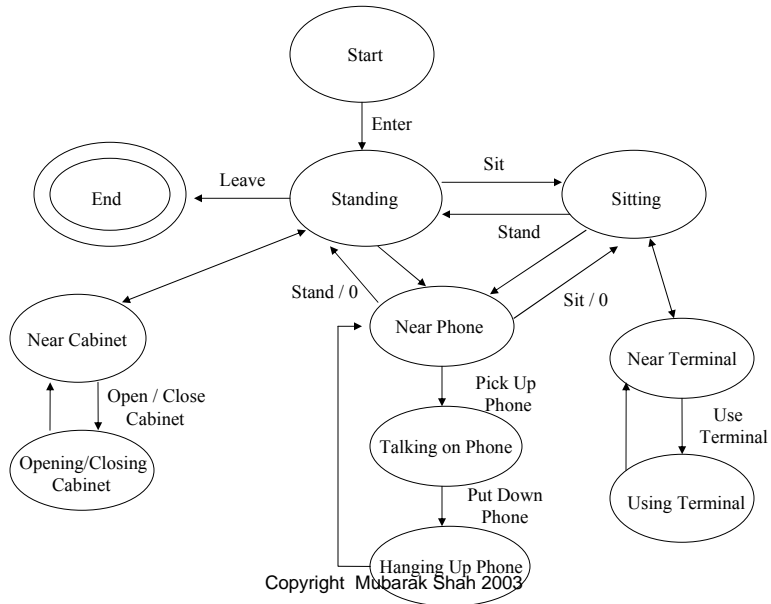 Start
Enter
Sit
Leave
End
Standing
Sitting
Stand
Stand / 0
Sit / 0
Near Cabinet
Near Phone
Near Terminal
Open / Close
Cabinet
Pick Up
Phone
Use
Terminal
Opening/Closing
Cabinet
Talking on Phone
Put Down
Phone
Using Terminal
Hanging Up Phone
Copyright Mubarak Shah 2003